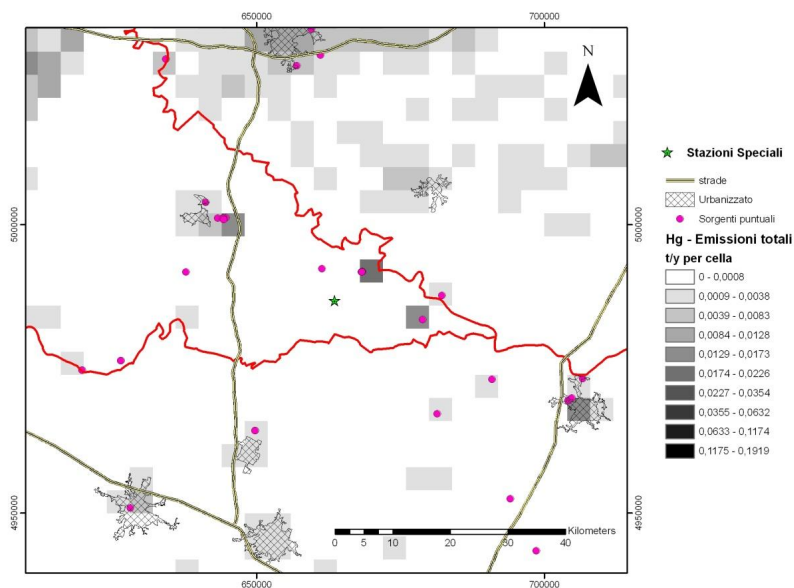 650000
700000
N
5000000
5000000
Stazioni Speciali
strade
Urbanizzato
Sorgenti puntuali
Hg - Emissioni totali
t/y per cella
0 - 0,0008
0,0009 - 0,0038
0,0039 - 0,0083
0,0084 - 0,0128
0,0129 - 0,0173
0,0174 - 0,0226
0,0227 - 0,0354
0,0355 - 0,0632
0,0633 - 0,1174
0,1175 - 0,1919
4950000
4950000
Kilometers
0 5 10 20 30 40
650000
700000